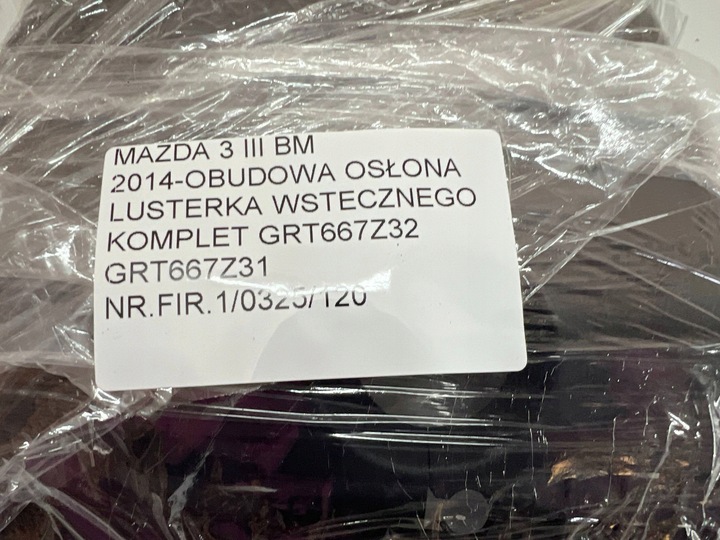 MAZDA 3 III BM
2014-OBUDOWA OSŁONA
LUSTERKA WSTECZNEGO
KOMPLET GRT667Z32
GRT667Z31
NR.FIR.1/0325/120